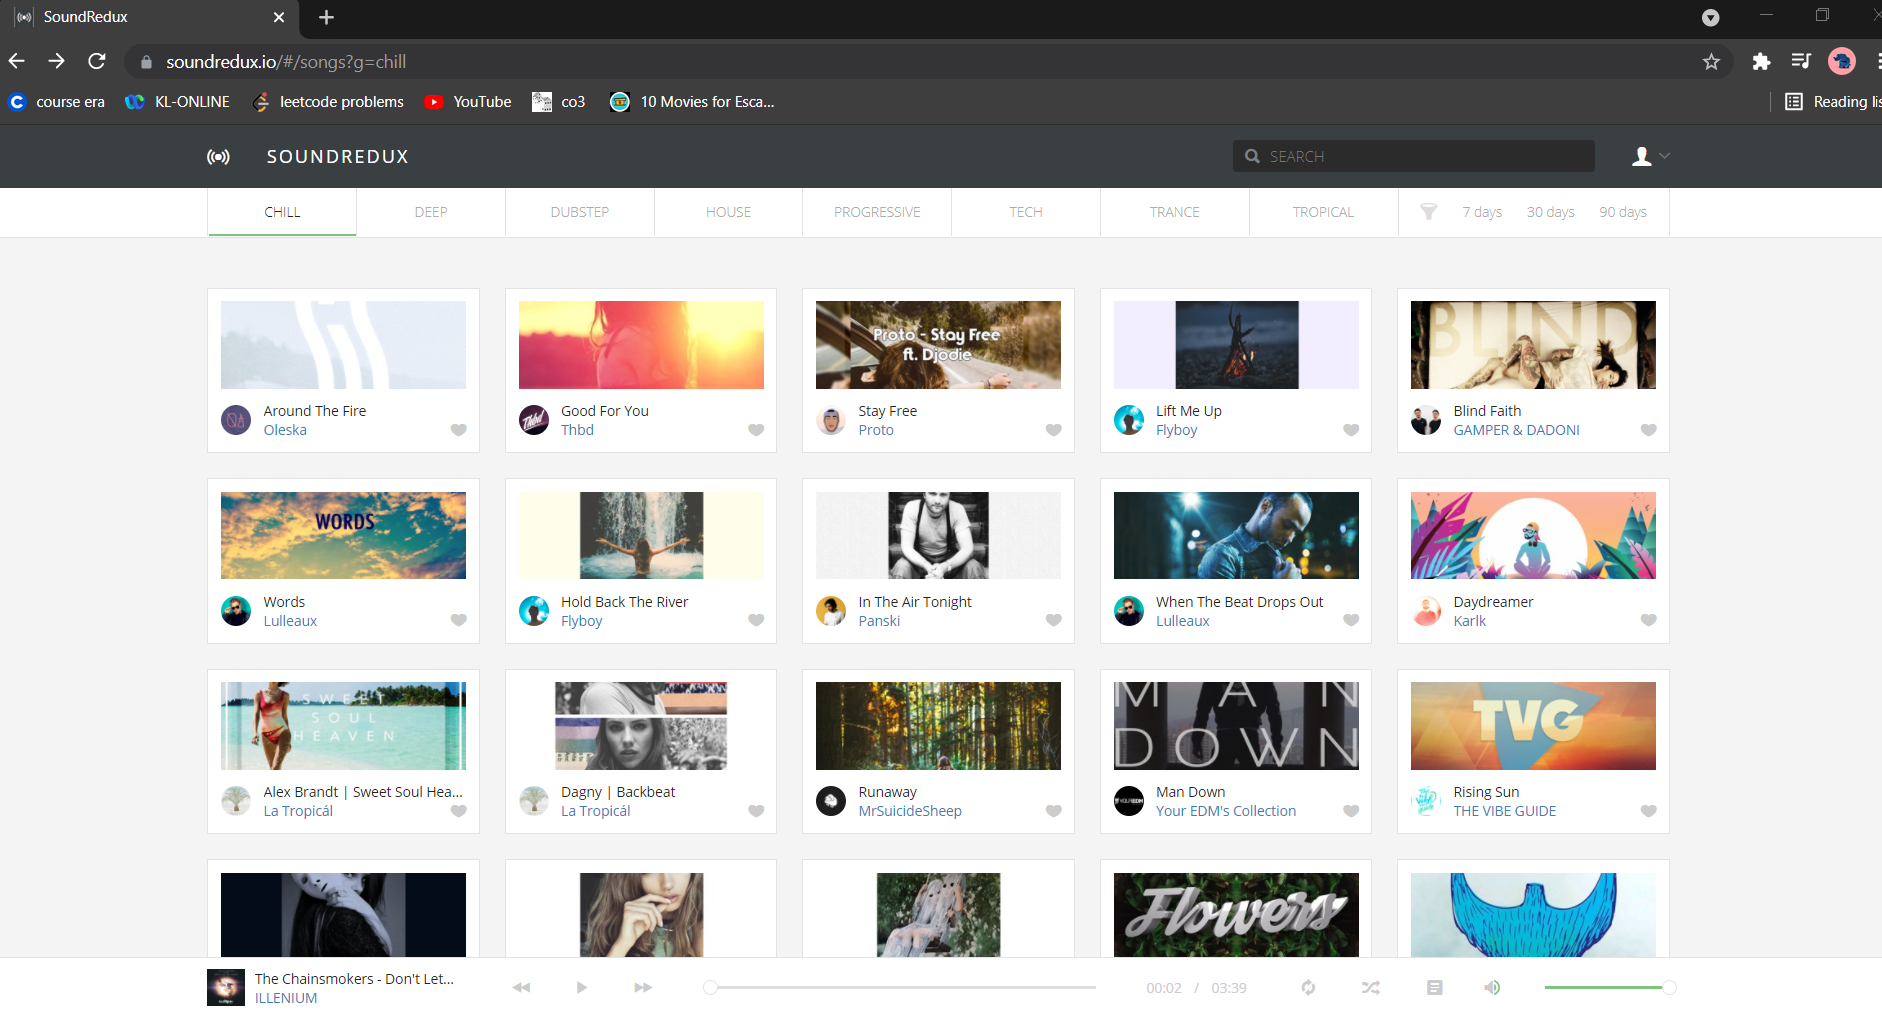 SoundRedux
soundredux.io/#/songs?g=chill
course era KL-ONLINE leetcode problems YouTube co3 10 Movies for Esca... Reading lis
SOUNDREDUX SEARCH
CHILL DEEP DUBSTEP HOUSE PROGRESSIVE TECH TRANCE TROPICAL 7 days 30 days 90 days
Proto - Stay Free
ft. Djodie
BLIND
Around The Fire
Oleska
Thbd
Good For You
Thbd
Stay Free
Proto
Lift Me Up
Flyboy
Blind Faith
GAMPER & DADONI
WORDS
Words
Lulleaux
Hold Back The River
Flyboy
In The Air Tonight
Panski
When The Beat Drops Out
Lulleaux
Daydreamer
Karlk
SWEET
SOUL
HEAVEN
MAN
DOWN
TVG
Alex Brandt | Sweet Soul Hea...
La Tropicál
Dagny | Backbeat
La Tropicál
Runaway
MrSuicideSheep
YOUREDM
Man Down
Your EDM's Collection
Rising Sun
THE VIBE GUIDE
Flowers
The Chainsmokers - Don't Let...
ILLENIUM
00:02 / 03:39